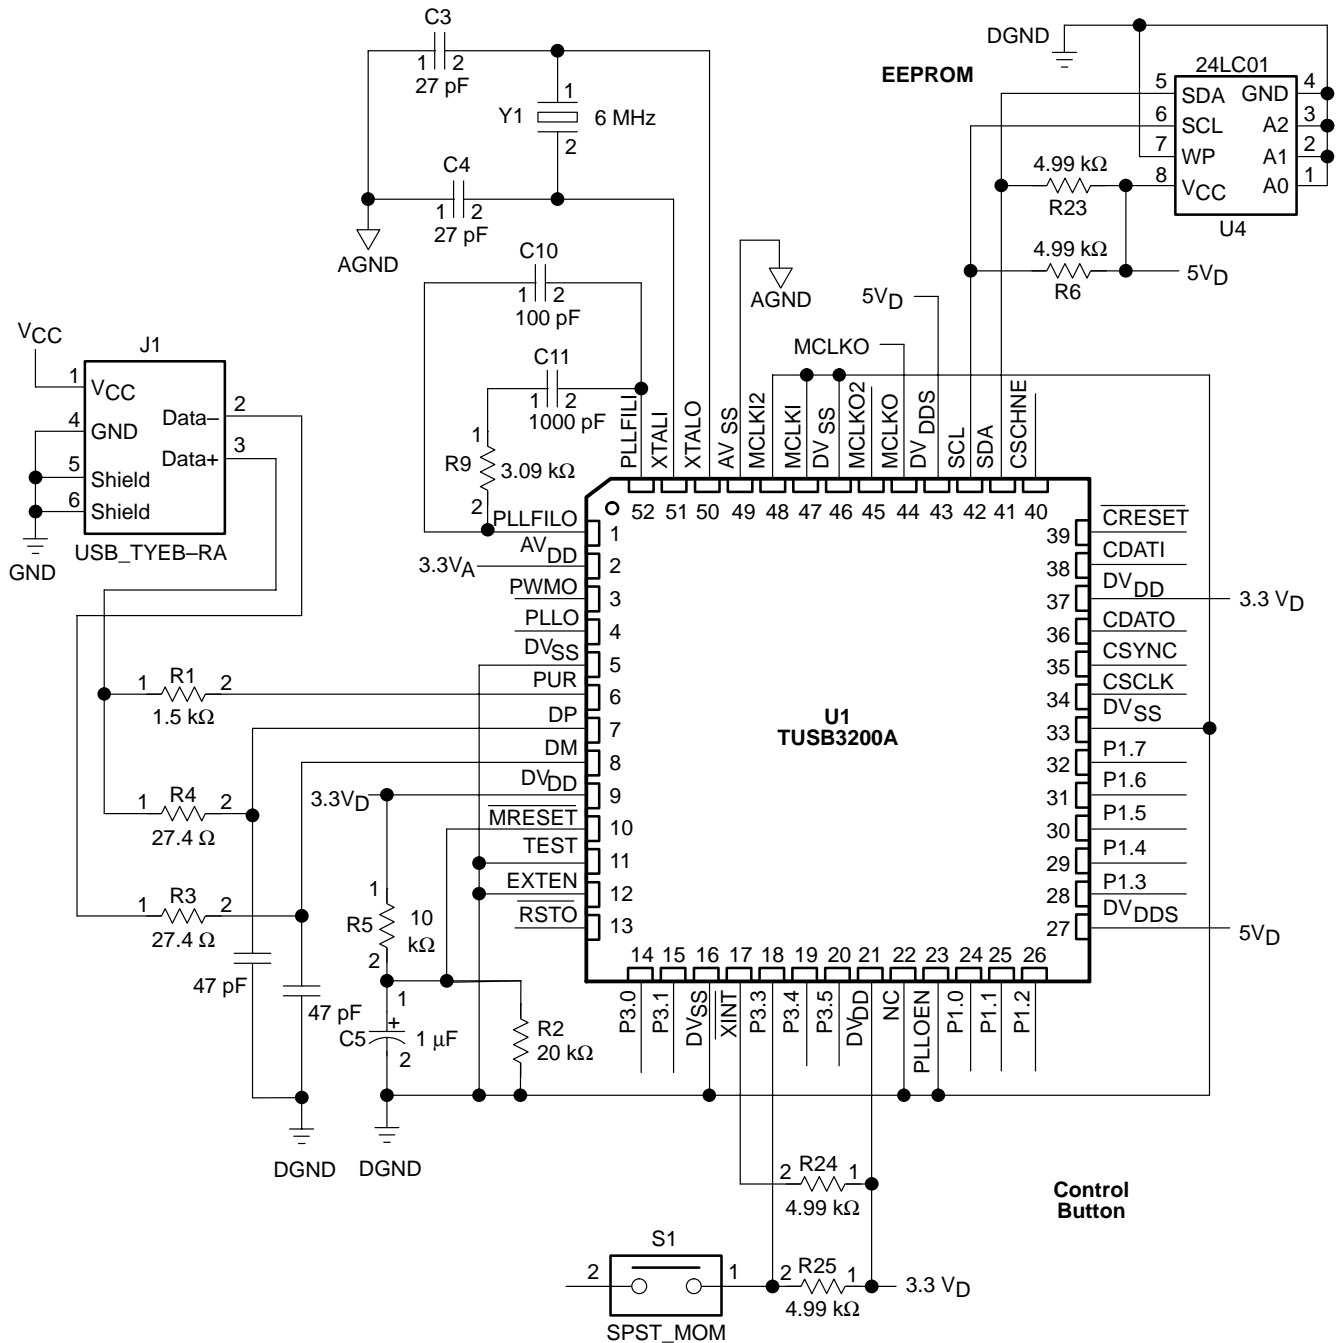 C3
1 2
27 pF
1
Y1 6 MHz
2
C4
1 2
27 pF
AGND
C10
1 2
100 pF
C11
1 2
1000 pF
1
R9 3.09 kΩ
2
AGND
5VD
MCLKO
DGND
EEPROM
24LC01
5 SDA GND 4
6 SCL A2 3
7 WP A1 2
8 VCC A0 1
U4
4.99 kΩ
R23
4.99 kΩ
R6
5VD
VCC
J1
1 VCC
Data– 2
4 GND
Data+ 3
5 Shield
6 Shield
USB_TYEB–RA
GND
PLLFILI
XTALI
XTALO
AVSS
MCLKI2
MCLKI
DVSS
MCLKO2
MCLKO
DVDDS
SCL
SDA
CSCHNE
52 51 50 49 48 47 46 45 44 43 42 41 40
PLLFILO 1
3.3VA AVDD 2
PWMO 3
PLLO 4
DVSS 5
PUR 6
DP 7
DM 8
3.3VD DVDD 9
MRESET 10
TEST 11
EXTEN 12
RSTO 13
U1
TUSB3200A
39 CRESET
38 CDATI
37 DVDD 3.3 VD
36 CDATO
35 CSYNC
34 CSCLK
33 DVSS
32 P1.7
31 P1.6
30 P1.5
29 P1.4
28 P1.3
27 DVDDS 5VD
14 15 16 17 18 19 20 21 22 23 24 25 26
P3.0
P3.1
DVSS
XINT
P3.3
P3.4
P3.5
DVDD
NC
PLLOEN
P1.0
P1.1
P1.2
1 R1 2
1.5 kΩ
1 R4 2
27.4 Ω
1 R3 2
27.4 Ω
47 pF
47 pF
DGND
1
R5 10 kΩ
2
1
+
C5 1 μF
2
DGND
R2
20 kΩ
2 R24 1
4.99 kΩ
2 R25 1
4.99 kΩ
3.3 VD
S1
2 1
SPST_MOM
Control
Button